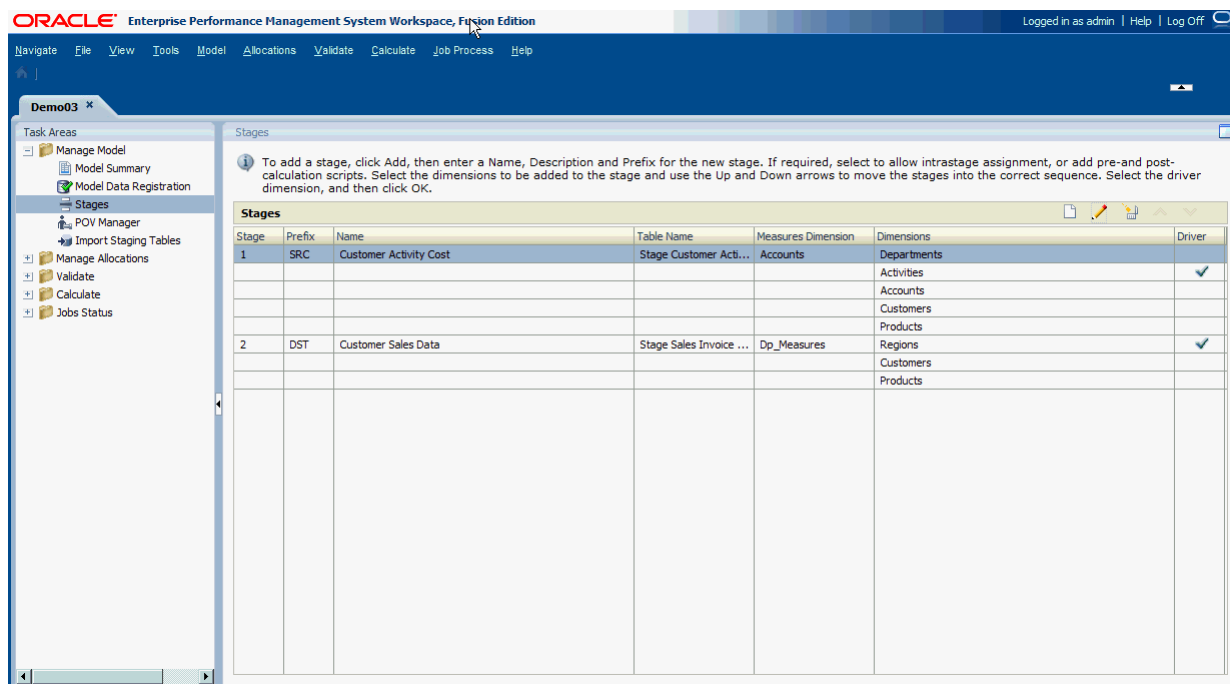 ORACLE® Enterprise Performance Management System Workspace, Fusion Edition
Logged in as admin | Help | Log Off
Navigate File View Tools Model Allocations Validate Calculate Job Process Help
Demo03 ×
Task Areas
Manage Model
Model Summary
Model Data Registration
Stages
POV Manager
Import Staging Tables
Manage Allocations
Validate
Calculate
Jobs Status
Stages
To add a stage, click Add, then enter a Name, Description and Prefix for the new stage. If required, select to allow intrastage assignment, or add pre-and post-
calculation scripts. Select the dimensions to be added to the stage and use the Up and Down arrows to move the stages into the correct sequence. Select the driver
dimension, and then click OK.
Stages
Stage Prefix Name Table Name Measures Dimension Dimensions Driver
1 SRC Customer Activity Cost Stage Customer Acti... Accounts Departments
Activities
Accounts
Customers
Products
2 DST Customer Sales Data Stage Sales Invoice ... Dp_Measures Regions
Customers
Products